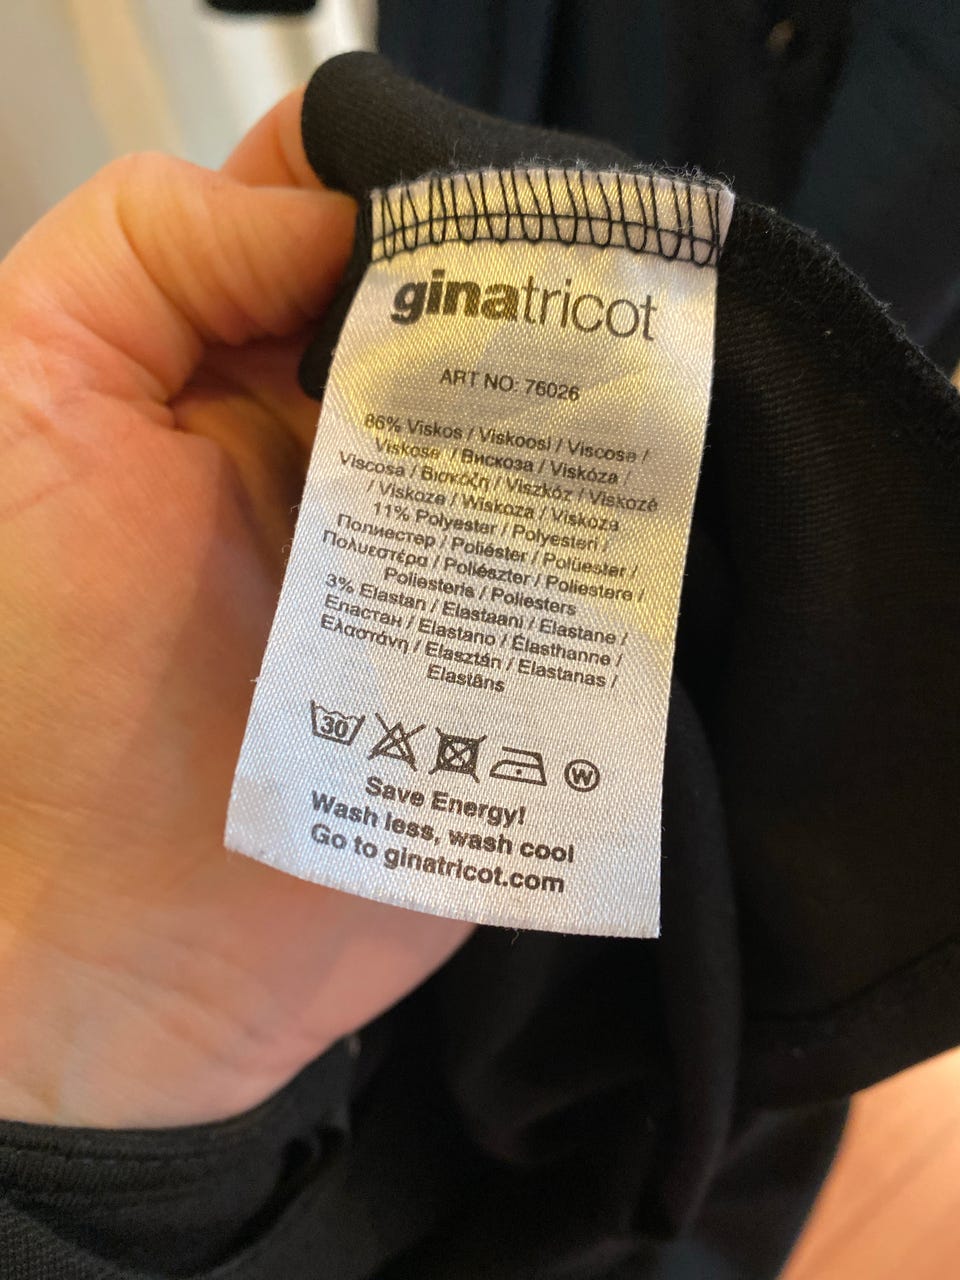 ginatricot
ART NO: 76026
86% Viskos / Viskoosi / Viscose /
Viskose / Вискоза / Viskóza /
Viscosa / Βισκόζη / Viszkóz / Viskozė
/ Viskoze / Wiskoza / Viskoza
11% Polyester / Polyesteri /
Полиестер / Poliéster / Polüester /
Πολυεστέρα / Poliészter / Poliestere /
Poliesteris / Poliesters
3% Elastan / Elastaani / Elastane /
Еластан / Elastano / Élasthanne /
Ελαστάνη / Elasztán / Elastanas /
Elastāns
30 W
Save Energy!
Wash less, wash cool
Go to ginatricot.com